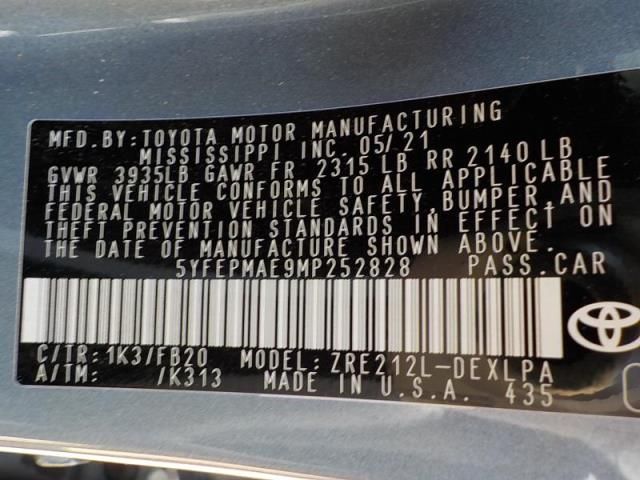 MFD.BY:TOYOTA MOTOR MANUFACTURING
MISSISSIPPI INC. 05/21
GVWR 3935LB GAWR FR 2315 LB RR 2140 LB
THIS VEHICLE CONFORMS TO ALL APPLICABLE
FEDERAL MOTOR VEHICLE SAFETY,BUMPER,AND
THEFT PREVENTION STANDARDS IN EFFECT ON
THE DATE OF MANUFACTURE SHOWN ABOVE.
5YFEPMAE9MP252828 PASS.CAR
C/TR:1K3/FB20 MODEL:ZRE212L-DEXLPA
A/TM: /K313 MADE IN U.S.A. 435